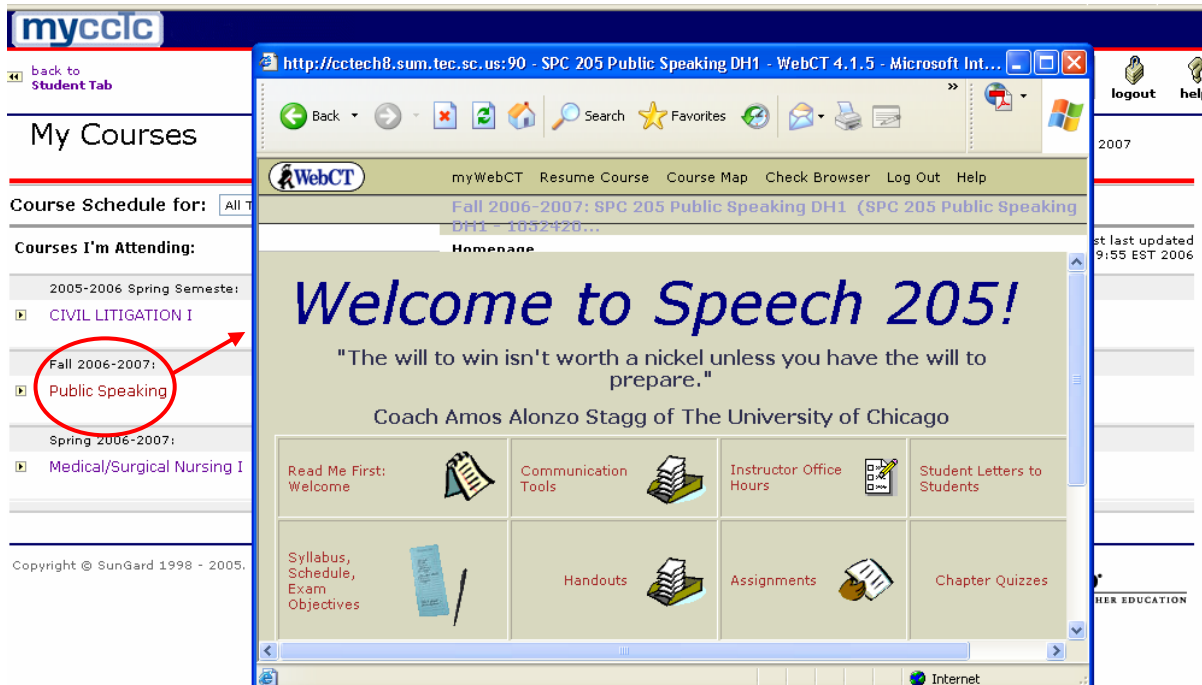 mycctc
back to
Student Tab
My Courses
logout
help
2007
Course Schedule for:
All T
Courses I'm Attending:
st last updated
9:55 EST 2006
2005-2006 Spring Semeste:
CIVIL LITIGATION I
Fall 2006-2007:
Public Speaking
Spring 2006-2007:
Medical/Surgical Nursing I
Copyright © SunGard 1998 - 2005.
HER EDUCATION
http://cctech8.sum.tec.sc.us:90 - SPC 205 Public Speaking DH1 - WebCT 4.1.5 - Microsoft Int...
Back Search Favorites
WebCT
myWebCT Resume Course Course Map Check Browser Log Out Help
Fall 2006-2007: SPC 205 Public Speaking DH1 (SPC 205 Public Speaking
DH1 - 1032428...
Homepage
Welcome to Speech 205!
"The will to win isn't worth a nickel unless you have the will to
prepare."
Coach Amos Alonzo Stagg of The University of Chicago
Read Me First:
Welcome
Communication
Tools
Instructor Office
Hours
Student Letters to
Students
Syllabus,
Schedule,
Exam
Objectives
Handouts
Assignments
Chapter Quizzes
Internet